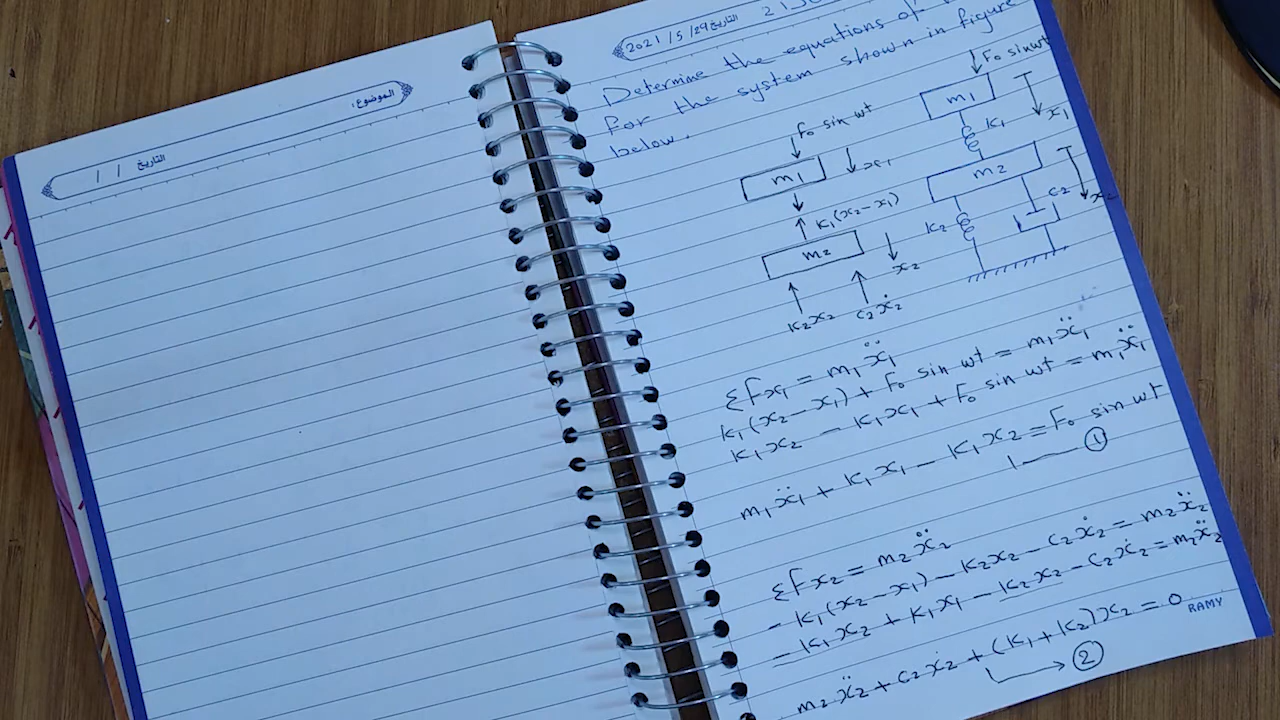 الموضوع:
التاريخ / /
التاريخ 2021 / 5 / 29
Determine the equations of
for the system shown in figure
below.
F₀ sin wt
m₁
x₁
k₁(x₂ - x₁)
m₂
x₂
k₂x₂
c₂ẋ₂
F₀ sin wt
m₁
x₁
k₁
m₂
x₂
k₂
c₂
ΣFx₁ = m₁ẍ₁
k₁(x₂ - x₁) + F₀ sin wt = m₁ẍ₁
k₁x₂ - k₁x₁ + F₀ sin wt = m₁ẍ₁
m₁ẍ₁ + k₁x₁ - k₁x₂ = F₀ sin wt
①
ΣFx₂ = m₂ẍ₂
- k₁(x₂ - x₁) - k₂x₂ - c₂ẋ₂ = m₂ẍ₂
- k₁x₂ + k₁x₁ - k₂x₂ - c₂ẋ₂ = m₂ẍ₂
m₂ẍ₂ + c₂ẋ₂ + (k₁ + k₂)x₂ = 0
②
RAMY